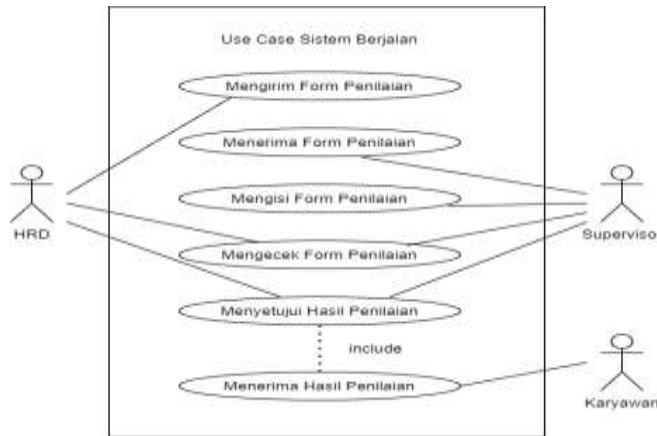 Use Case Sistem Berjalan
Mengirim Form Penilaian
Menerima Form Penilaian
Mengisi Form Penilaian
HRD
Superviso
Mengecek Form Penilaian
Menyetujui Hasil Penilaian
include
Menerima Hasil Penilaian
Karyawan